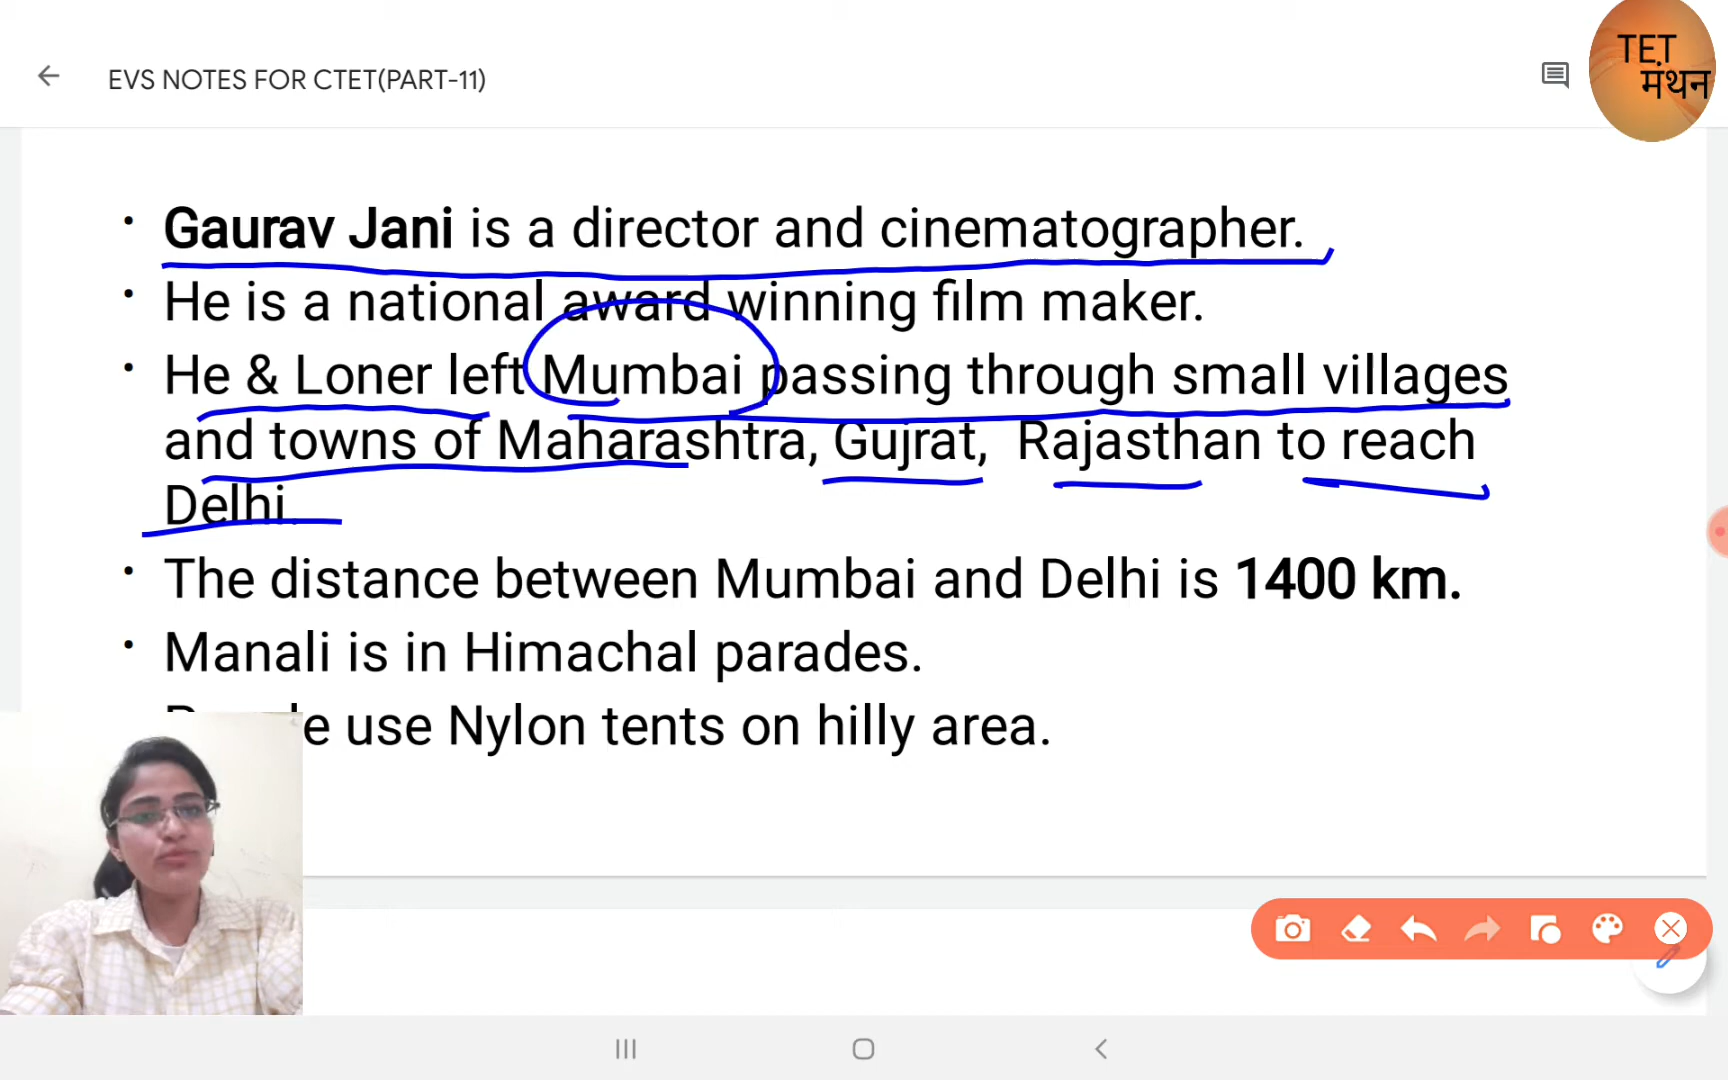 EVS NOTES FOR CTET(PART-11)
TET
मंथन
Gaurav Jani is a director and cinematographer.
He is a national award winning film maker.
He & Loner left Mumbai passing through small villages
and towns of Maharashtra, Gujrat, Rajasthan to reach
Delhi
The distance between Mumbai and Delhi is 1400 km.
Manali is in Himachal parades.
use Nylon tents on hilly area.